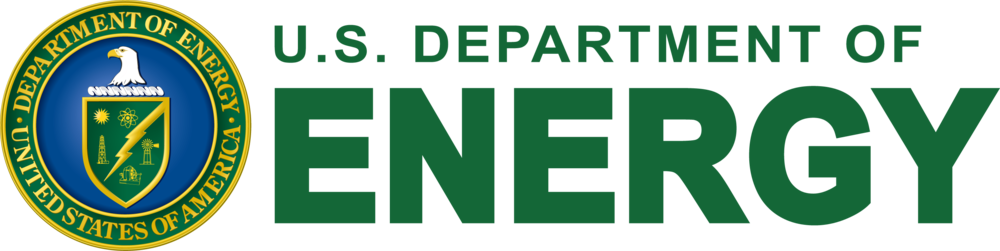 DEPARTMENT OF ENERGY
UNITED STATES OF AMERICA
U.S. DEPARTMENT OF
ENERGY